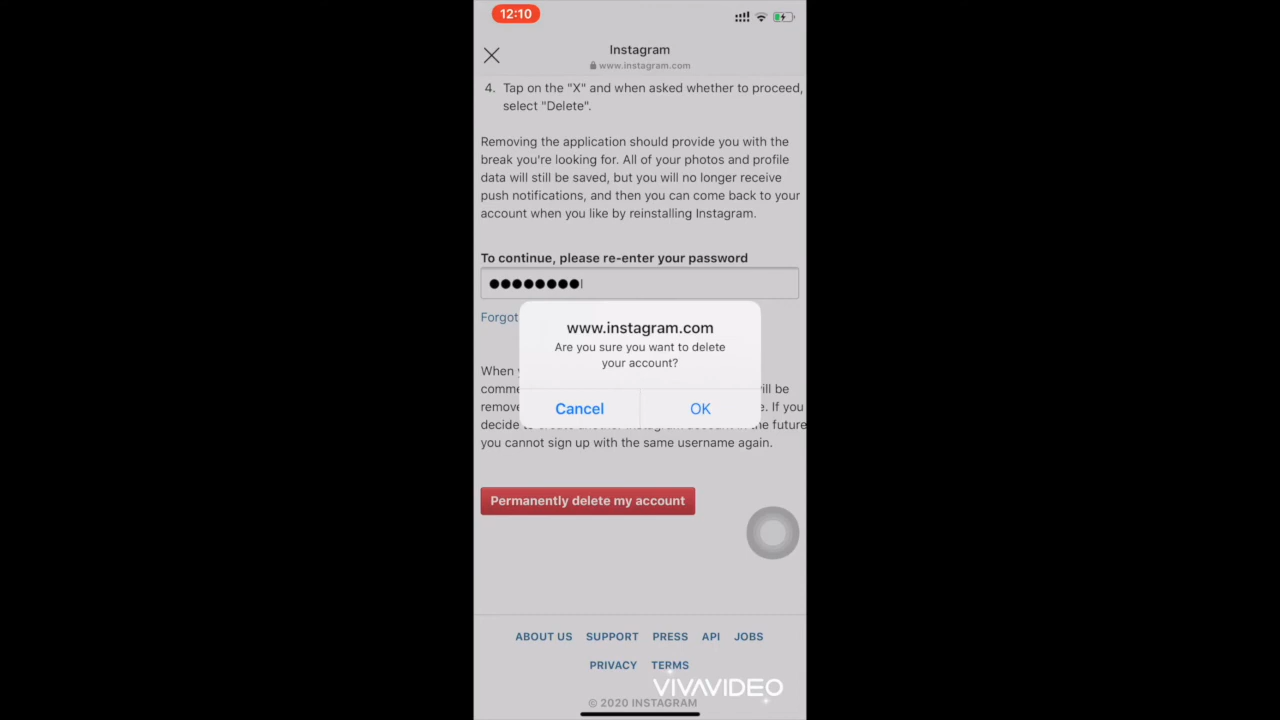 12:10
Instagram
www.instagram.com
4. Tap on the "X" and when asked whether to proceed,
select "Delete".
Removing the application should provide you with the
break you're looking for. All of your photos and profile
data will still be saved, but you will no longer receive
push notifications, and then you can come back to your
account when you like by reinstalling Instagram.
To continue, please re-enter your password
●●●●●●●●
Forgot
www.instagram.com
Are you sure you want to delete
your account?
Cancel OK
When
be
If you
decide in the future
you cannot sign up with the same username again.
Permanently delete my account
ABOUT US SUPPORT PRESS API JOBS
PRIVACY TERMS
VIVAVIDEO
© 2020 INSTAGRAM